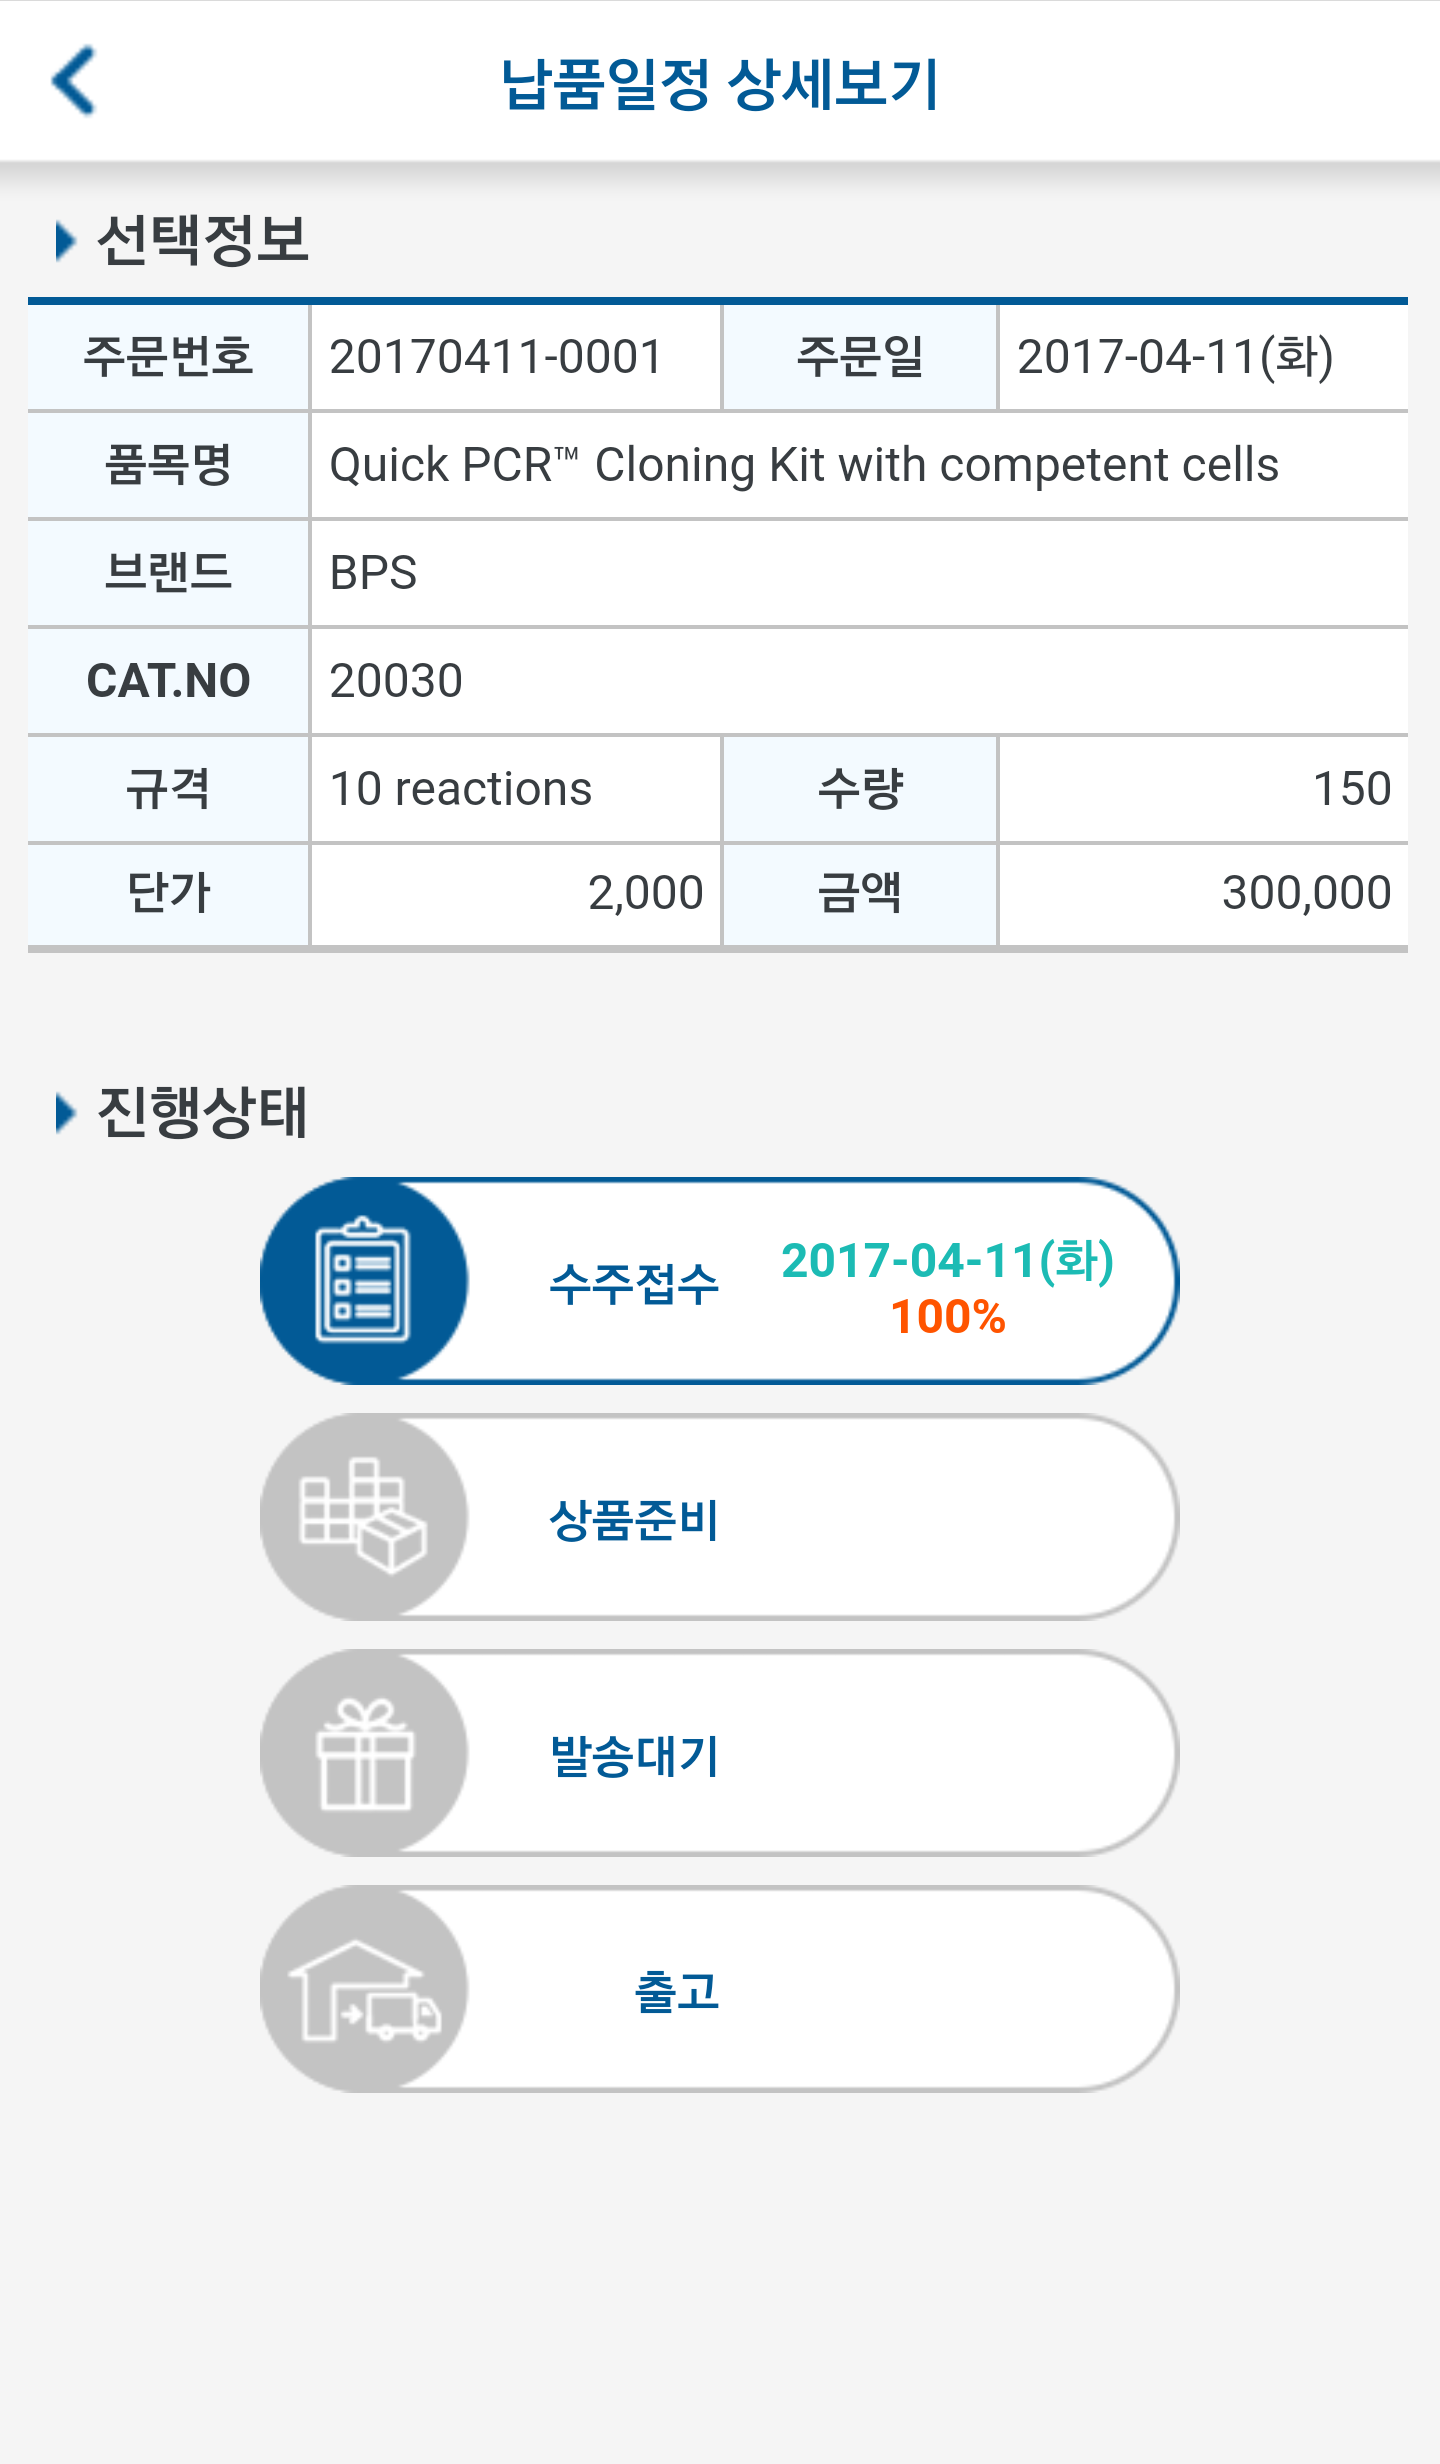 납품일정 상세보기
선택정보
주문번호 20170411-0001 주문일 2017-04-11(화)
품목명 Quick PCR™ Cloning Kit with competent cells
브랜드 BPS
CAT.NO 20030
규격 10 reactions 수량 150
단가 2,000 금액 300,000
진행상태
수주접수 2017-04-11(화)
100%
상품준비
발송대기
출고